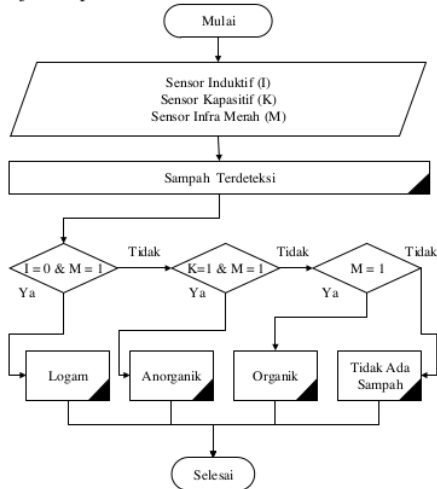 Mulai
Sensor Induktif (I)
Sensor Kapasitif (K)
Sensor Infra Merah (M)
Sampah Terdeteksi
I = 0 & M = 1
Tidak
K=1 & M = 1
Tidak
M = 1
Tidak
Ya
Ya
Ya
Logam
Anorganik
Organik
Tidak Ada
Sampah
Selesai